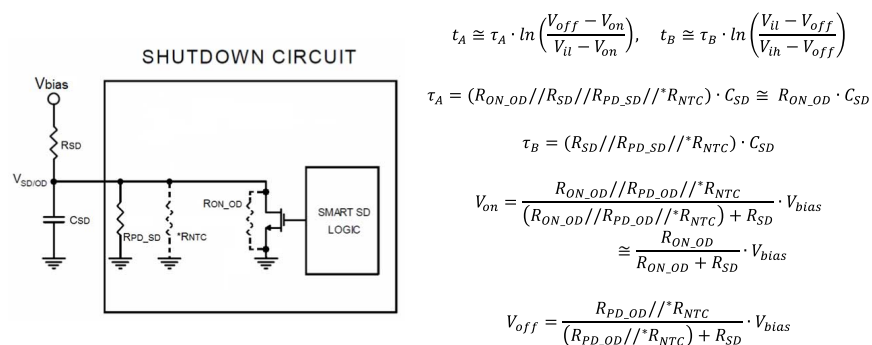 SHUTDOWN CIRCUIT
Vbias
RSD
VSD/OD
CSD
RPD_SD
*RNTC
RON_OD
SMART SD
LOGIC
t_A ≅ τ_A · ln((V_off − V_on)/(V_il − V_on)), t_B ≅ τ_B · ln((V_il − V_off)/(V_ih − V_off))
τ_A = (R_ON_OD//R_SD//R_PD_SD//*R_NTC) · C_SD ≅ R_ON_OD · C_SD
τ_B = (R_SD//R_PD_SD//*R_NTC) · C_SD
V_on = (R_ON_OD//R_PD_OD//*R_NTC)/((R_ON_OD//R_PD_OD//*R_NTC) + R_SD) · V_bias
≅ R_ON_OD/(R_ON_OD + R_SD) · V_bias
V_off = (R_PD_OD//*R_NTC)/((R_PD_OD//*R_NTC) + R_SD) · V_bias